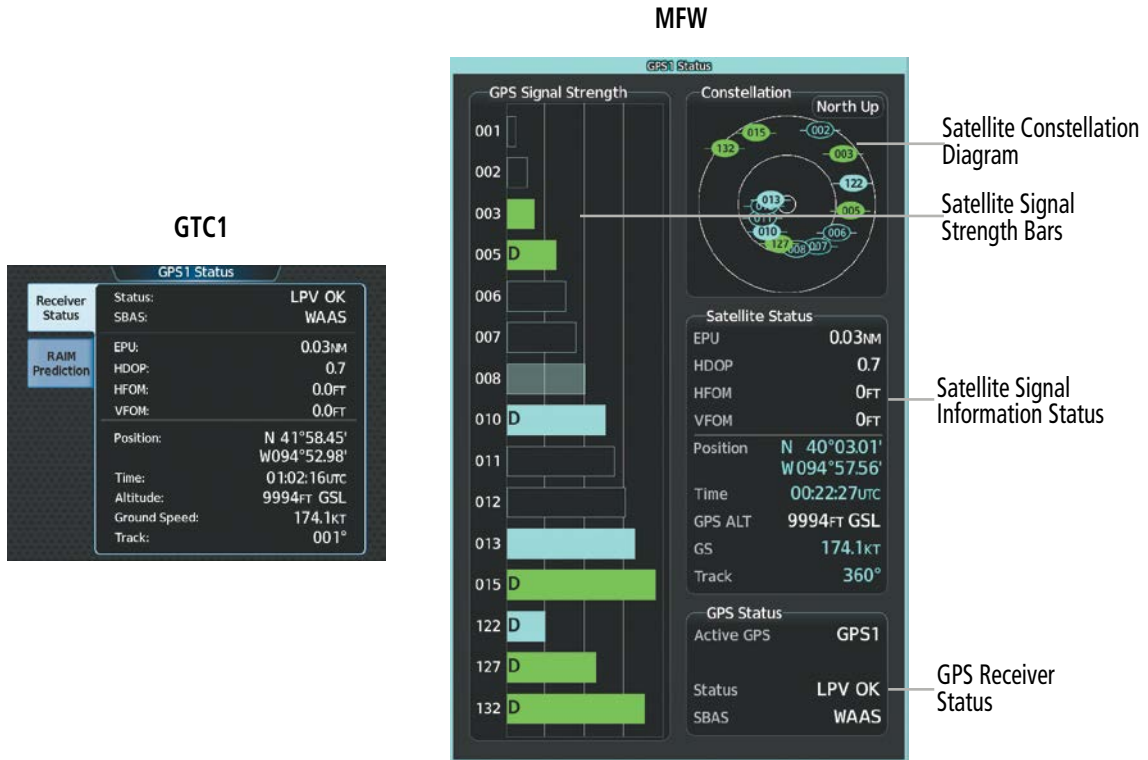 MFW
GTC1
GPS1 Status
Receiver
Status
RAIM
Prediction
Status: LPV OK
SBAS: WAAS
EPU: 0.03NM
HDOP: 0.7
HFOM: 0.0FT
VFOM: 0.0FT
Position: N 41°58.45'
W094°52.98'
Time: 01:02:16UTC
Altitude: 9994FT GSL
Ground Speed: 174.1KT
Track: 001°
GPS1 Status
GPS Signal Strength
001
002
003
005 D
006
007
008
010 D
011
012
013
015 D
122 D
127 D
132 D
Constellation
North Up
015
002
132
003
122
013
005
011
010
006
127
008
007
Satellite Status
EPU 0.03NM
HDOP 0.7
HFOM 0FT
VFOM 0FT
Position N 40°03.01'
W094°57.56'
Time 00:22:27UTC
GPS ALT 9994FT GSL
GS 174.1KT
Track 360°
GPS Status
Active GPS GPS1
Status LPV OK
SBAS WAAS
Satellite Constellation
Diagram
Satellite Signal
Strength Bars
Satellite Signal
Information Status
GPS Receiver
Status